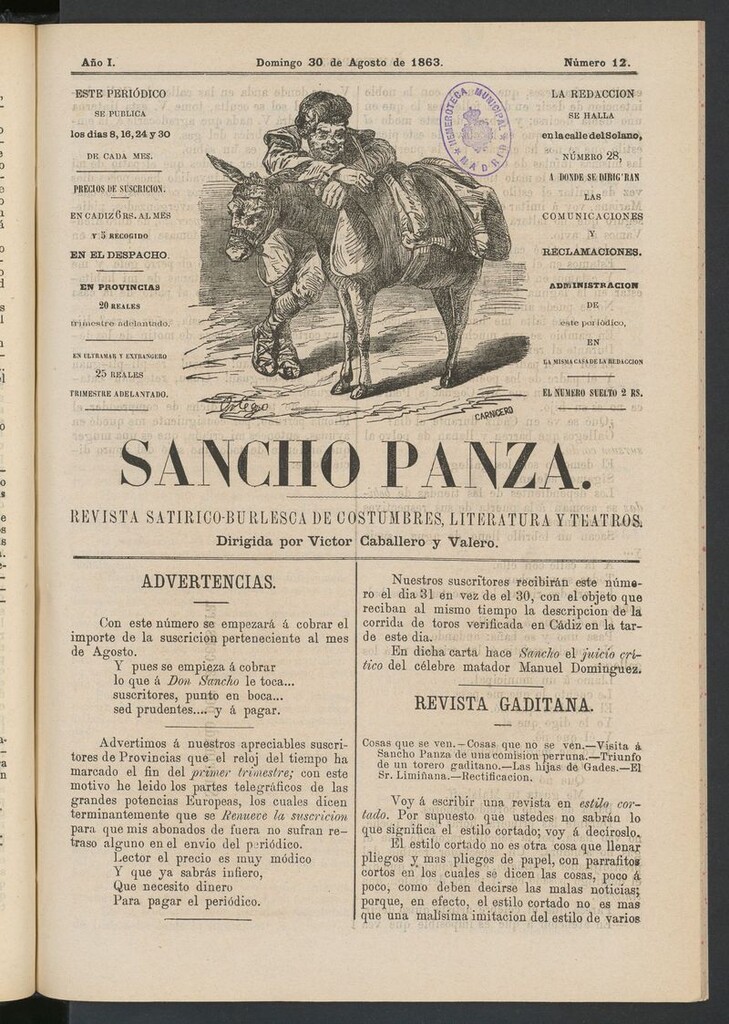 Año I.
Domingo 30 de Agosto de 1863.
Número 12.
ESTE PERIÓDICO
SE PUBLICA
los dias 8, 16, 24 y 30
DE CADA MES.
PRECIOS DE SUSCRICION.
EN CADIZ 6 RS. AL MES
Y 5 RECOGIDO
EN EL DESPACHO.
EN PROVINCIAS
20 REALES
trimestre adelantado.
EN ULTRAMAR Y EXTRANGERO
25 REALES
TRIMESTRE ADELANTADO.
HEMEROTECA MUNICIPAL
MADRID
Ortego
CARNICERO
LA REDACCION
SE HALLA
en la calle del Solano,
NÚMERO 28,
A DONDE SE DIRIGIRAN
LAS
COMUNICACIONES
Y
RECLAMACIONES.
ADMINISTRACION
DE
este poriódico,
EN
LA MISMA CASA DE LA REDACCION
EL NUMERO SUELTO 2 RS.
SANCHO PANZA.
REVISTA SATIRICO-BURLESCA DE COSTUMBRES, LITERATURA Y TEATROS.
Dirigida por Victor Caballero y Valero.
ADVERTENCIAS.
Con este número se empezará á cobrar el
importe de la suscricion perteneciente al mes
de Agosto.
Y pues se empieza á cobrar
lo que á Don Sancho le toca...
suscritores, punto en boca...
sed prudentes.... y á pagar.
Advertimos á nuestros apreciables suscri-
tores de Provincias que el reloj del tiempo ha
marcado el fin del primer trimestre; con este
motivo he leido los partes telegráficos de las
grandes potencias Europeas, los cuales dicen
terminantemente que se Renueve la suscricion
para que mis abonados de fuera no sufran re-
traso alguno en el envio del periódico.
Lector el precio es muy módico
Y que ya sabrás infiero,
Que necesito dinero
Para pagar el periódico.
Nuestros suscritores recibirán este núme-
ro el dia 31 en vez de el 30, con el objeto que
reciban al mismo tiempo la descripcion de la
corrida de toros verificada en Cádiz en la tar-
de este dia.
En dicha carta hace Sancho el juicio crí-
tico del célebre matador Manuel Dominguez.
REVISTA GADITANA.
Cosas que se ven.—Cosas que no se ven.—Visita á
Sancho Panza de una comision perruna.—Triunfo
de un torero gaditano.—Las hijas de Gades.—El
Sr. Limiñana.—Rectificacion.
Voy á escribir una revista en estilo cor-
tado. Por supuesto que ustedes no sabrán lo
que significa el estilo cortado; voy á decíroslo.
El estilo cortado no es otra cosa que llenar
pliegos y mas pliegos de papel, con parrafitos
cortos en los cuales se dicen las cosas, poco á
poco, como deben decirse las malas noticias;
porque, en efecto, el estilo cortado no es mas
que una malísima imitacion del estilo de varios